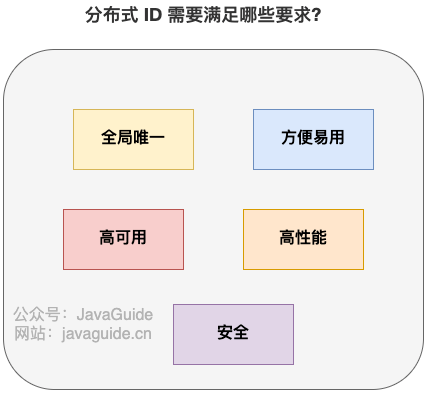 分布式 ID 需要满足哪些要求?
全局唯一
方便易用
高可用
高性能
公众号：JavaGuide
网站：javaguide.cn
安全